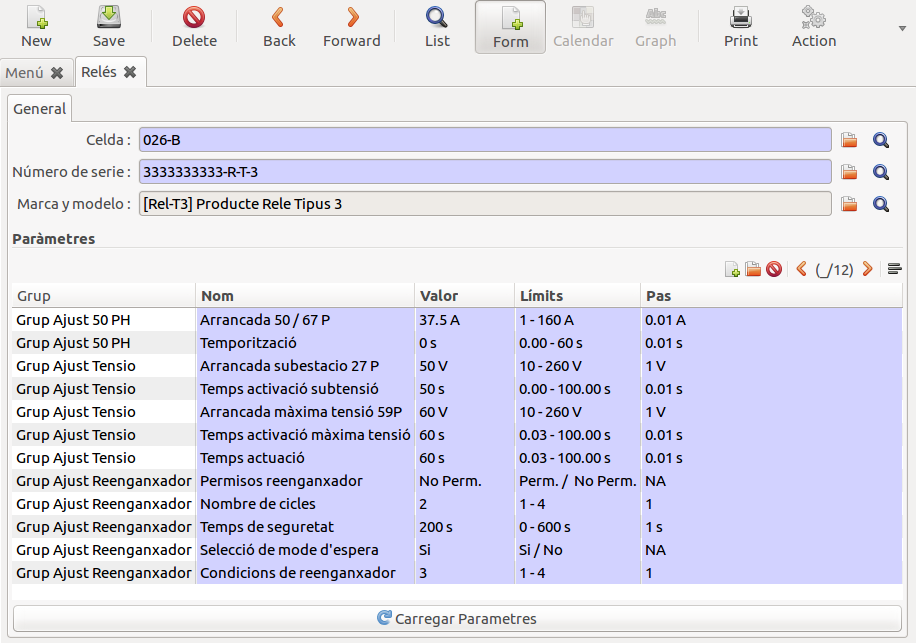 New Save Delete Back Forward List Form Calendar Abc Graph Print Action
Menú Relés
General
Celda : 026-B
Número de serie : 3333333333-R-T-3
Marca y modelo : [Rel-T3] Producte Rele Tipus 3
Paràmetres
(_/12)
Grup Nom Valor Límits Pas
Grup Ajust 50 PH Arrancada 50 / 67 P 37.5 A 1 - 160 A 0.01 A
Grup Ajust 50 PH Temporització 0 s 0.00 - 60 s 0.01 s
Grup Ajust Tensio Arrancada subestacio 27 P 50 V 10 - 260 V 1 V
Grup Ajust Tensio Temps activació subtensió 50 s 0.00 - 100.00 s 0.01 s
Grup Ajust Tensio Arrancada màxima tensió 59P 60 V 10 - 260 V 1 V
Grup Ajust Tensio Temps activació màxima tensió 60 s 0.03 - 100.00 s 0.01 s
Grup Ajust Tensio Temps actuació 60 s 0.03 - 100.00 s 0.01 s
Grup Ajust Reenganxador Permisos reenganxador No Perm. Perm. / No Perm. NA
Grup Ajust Reenganxador Nombre de cicles 2 1 - 4 1
Grup Ajust Reenganxador Temps de seguretat 200 s 0 - 600 s 1 s
Grup Ajust Reenganxador Selecció de mode d'espera Si Si / No NA
Grup Ajust Reenganxador Condicions de reenganxador 3 1 - 4 1
Carregar Parametres